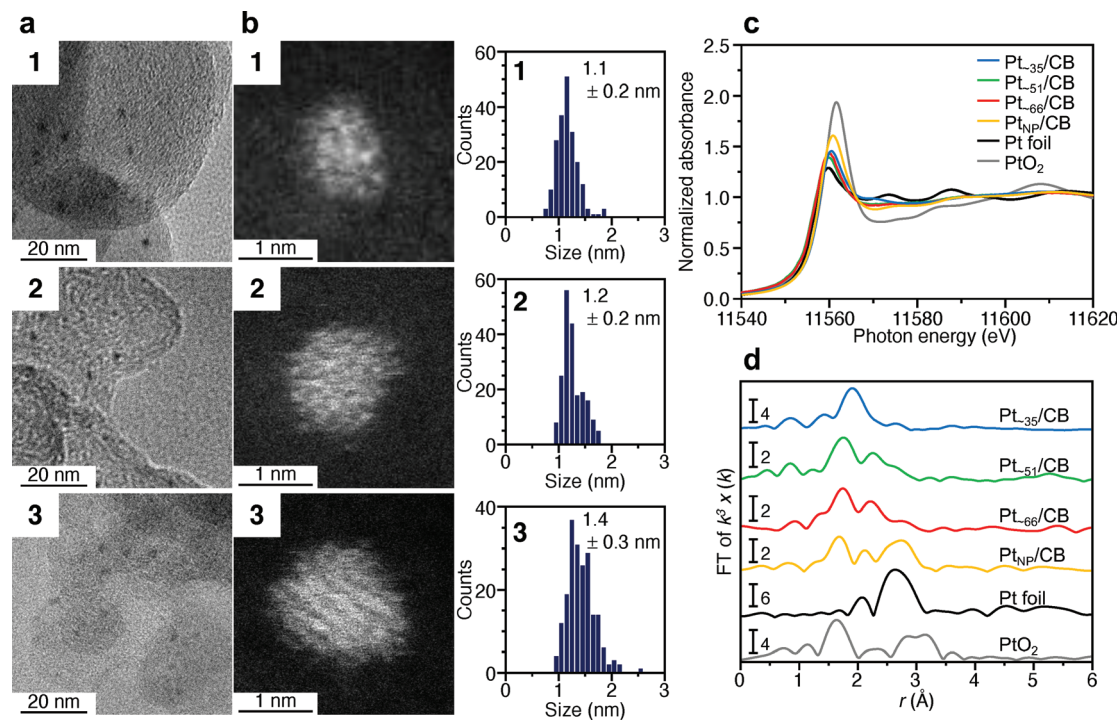 a
1
20 nm
2
20 nm
3
20 nm
b
1
1 nm
2
1 nm
3
1 nm
1
1.1
± 0.2 nm
Counts
60
40
20
0
0 1 2 3
Size (nm)
2
1.2
± 0.2 nm
Counts
60
40
20
0
0 1 2 3
Size (nm)
3
1.4
± 0.3 nm
Counts
40
20
0
0 1 2 3
Size (nm)
c
Normalized absorbance
2.5
2.0
1.5
1.0
0.5
0.0
Pt~35/CB
Pt~51/CB
Pt~66/CB
PtNP/CB
Pt foil
PtO2
11540 11560 11580 11600 11620
Photon energy (eV)
d
FT of k³ x (k)
4 Pt~35/CB
2 Pt~51/CB
2 Pt~66/CB
2 PtNP/CB
6 Pt foil
4 PtO2
0 1 2 3 4 5 6
r (Å)